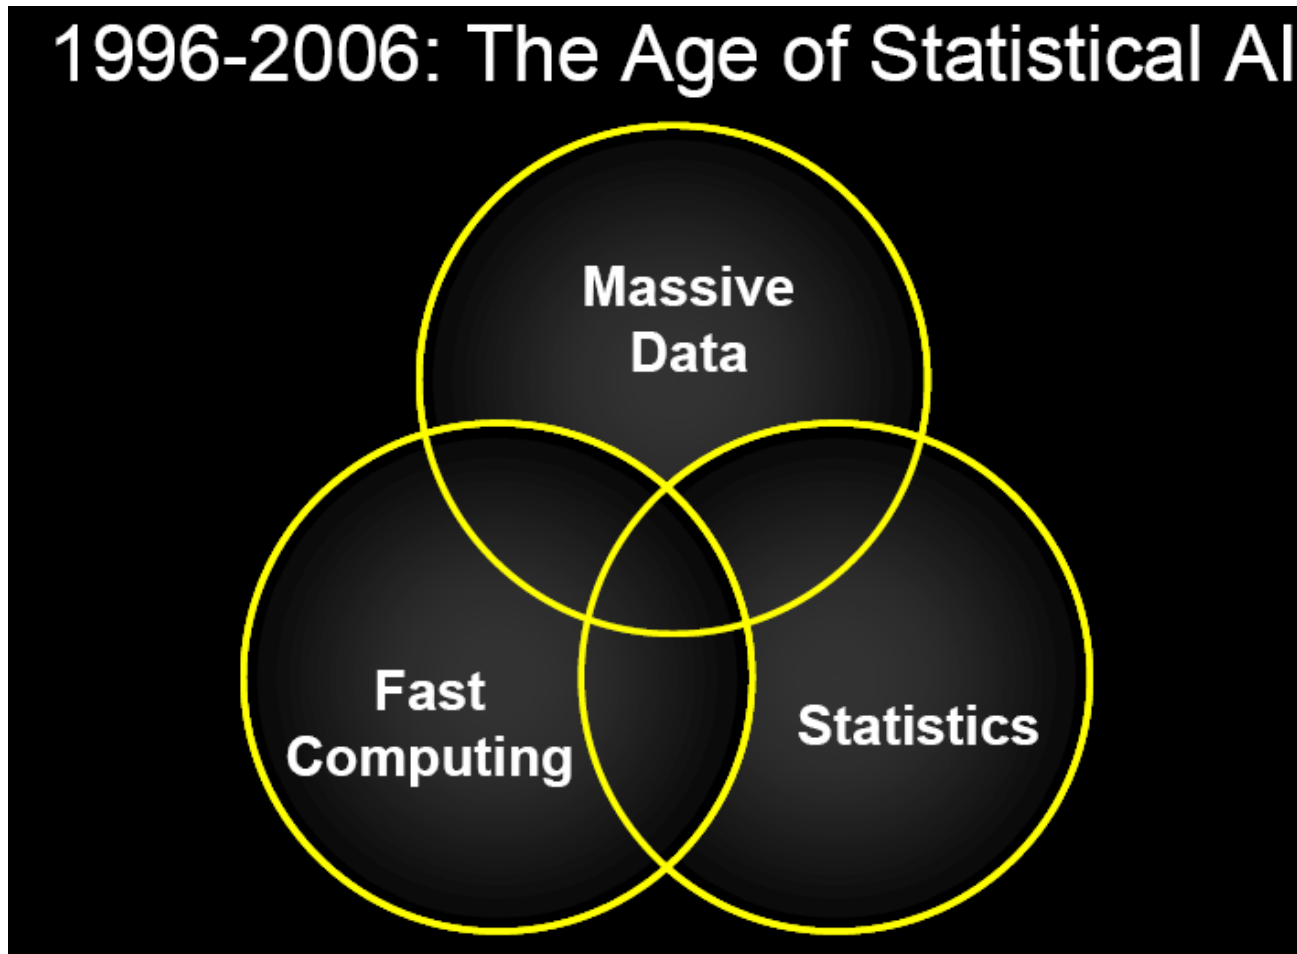 1996-2006: The Age of Statistical AI
Massive
Data
Fast
Computing
Statistics